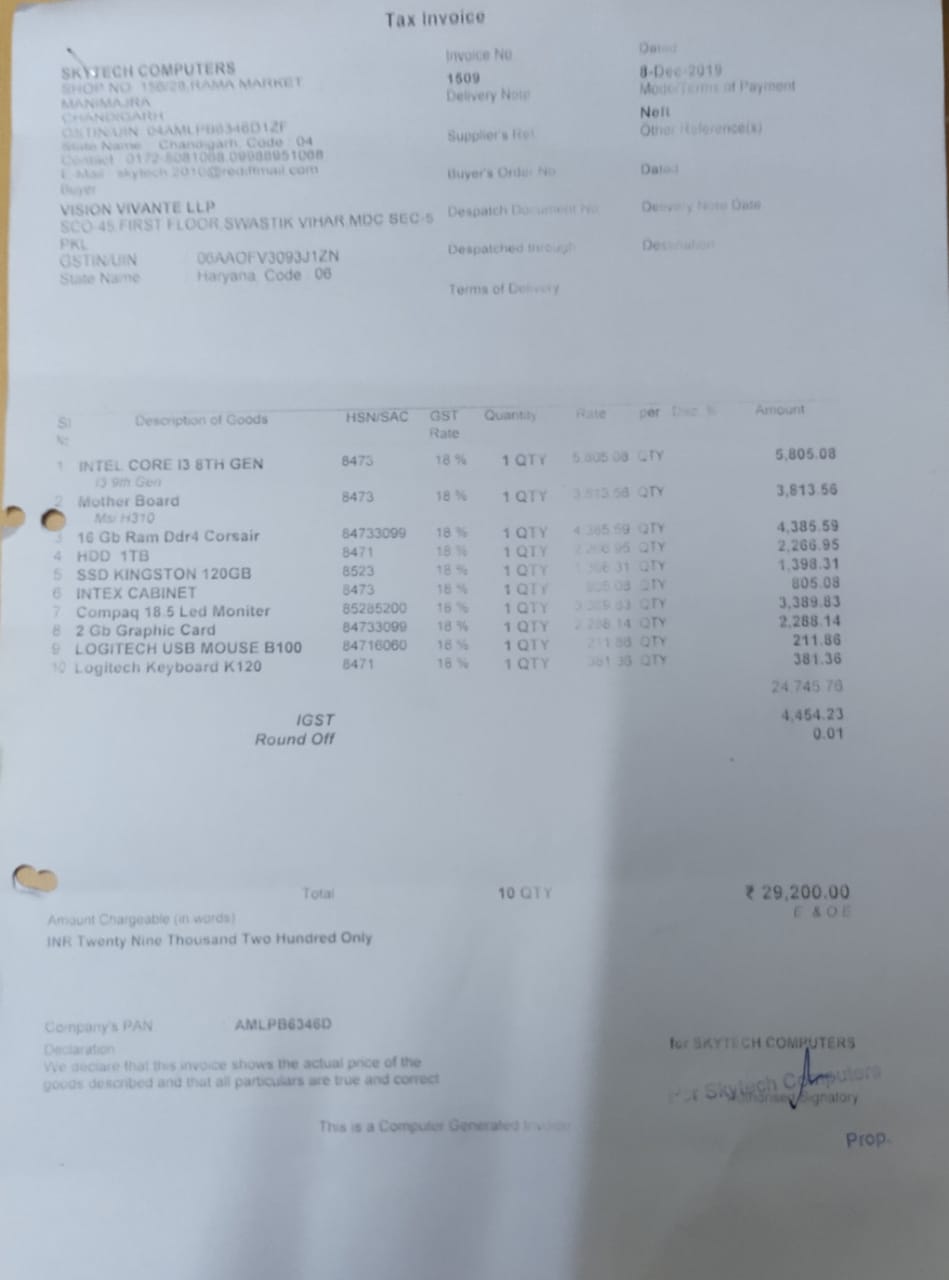 Tax Invoice
SKYTECH COMPUTERS
SHOP NO 156/28,RAMA MARKET
MANIMAJRA
CHANDIGARH
GSTIN/UIN: 04AMLPB6346D1ZF
State Name : Chandigarh, Code : 04
Contact : 0172-5081088,09988951088
E-Mail : skytech.2010@rediffmail.com
Invoice No.
1509
Dated
8-Dec-2019
Delivery Note
Mode/Terms of Payment
Neft
Supplier's Ref.
Other Reference(s)
Buyer
VISION VIVANTE LLP
SCO-45,FIRST FLOOR,SWASTIK VIHAR,MDC SEC-5
PKL
GSTIN/UIN : 06AAOFV3093J1ZN
State Name : Haryana, Code : 06
Buyer's Order No.
Dated
Despatch Document No.
Delivery Note Date
Despatched through
Destination
Terms of Delivery
Sl No Description of Goods HSN/SAC GST Rate Quantity Rate per Disc. % Amount
1 INTEL CORE I3 8TH GEN 8473 18 % 1 QTY 5,805.08 QTY 5,805.08
I3 9th Gen
2 Mother Board 8473 18 % 1 QTY 3,813.56 QTY 3,813.56
Msi H310
3 16 Gb Ram Ddr4 Corsair 84733099 18 % 1 QTY 4,385.59 QTY 4,385.59
4 HDD 1TB 8471 18 % 1 QTY 2,266.95 QTY 2,266.95
5 SSD KINGSTON 120GB 8523 18 % 1 QTY 1,398.31 QTY 1,398.31
6 INTEX CABINET 8473 18 % 1 QTY 805.08 QTY 805.08
7 Compaq 18.5 Led Moniter 85285200 18 % 1 QTY 3,389.83 QTY 3,389.83
8 2 Gb Graphic Card 84733099 18 % 1 QTY 2,288.14 QTY 2,288.14
9 LOGITECH USB MOUSE B100 84716060 18 % 1 QTY 211.86 QTY 211.86
10 Logitech Keyboard K120 8471 18 % 1 QTY 381.36 QTY 381.36
24,745.76
IGST 4,454.23
Round Off 0.01
Total 10 QTY ₹ 29,200.00
Amount Chargeable (in words) E. & O.E
INR Twenty Nine Thousand Two Hundred Only
Company's PAN : AMLPB6346D
Declaration
We declare that this invoice shows the actual price of the
goods described and that all particulars are true and correct
for SKYTECH COMPUTERS
For Skytech Computers
Authorised Signatory
Prop.
This is a Computer Generated Invoice